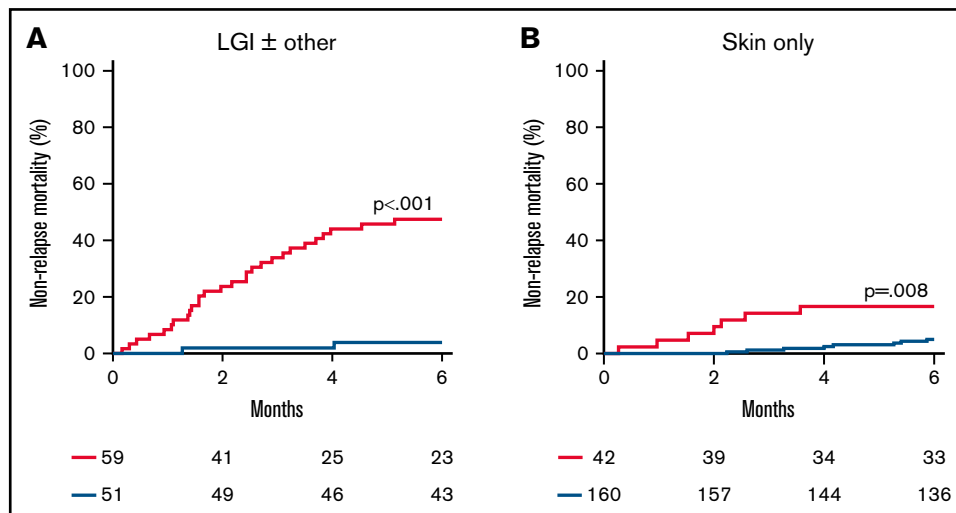 A
LGI ± other
100
80
60
40
20
0
Non-relapse mortality (%)
p<.001
0 2 4 6
Months
59 41 25 23
51 49 46 43
B
Skin only
100
80
60
40
20
0
Non-relapse mortality (%)
p=.008
0 2 4 6
Months
42 39 34 33
160 157 144 136